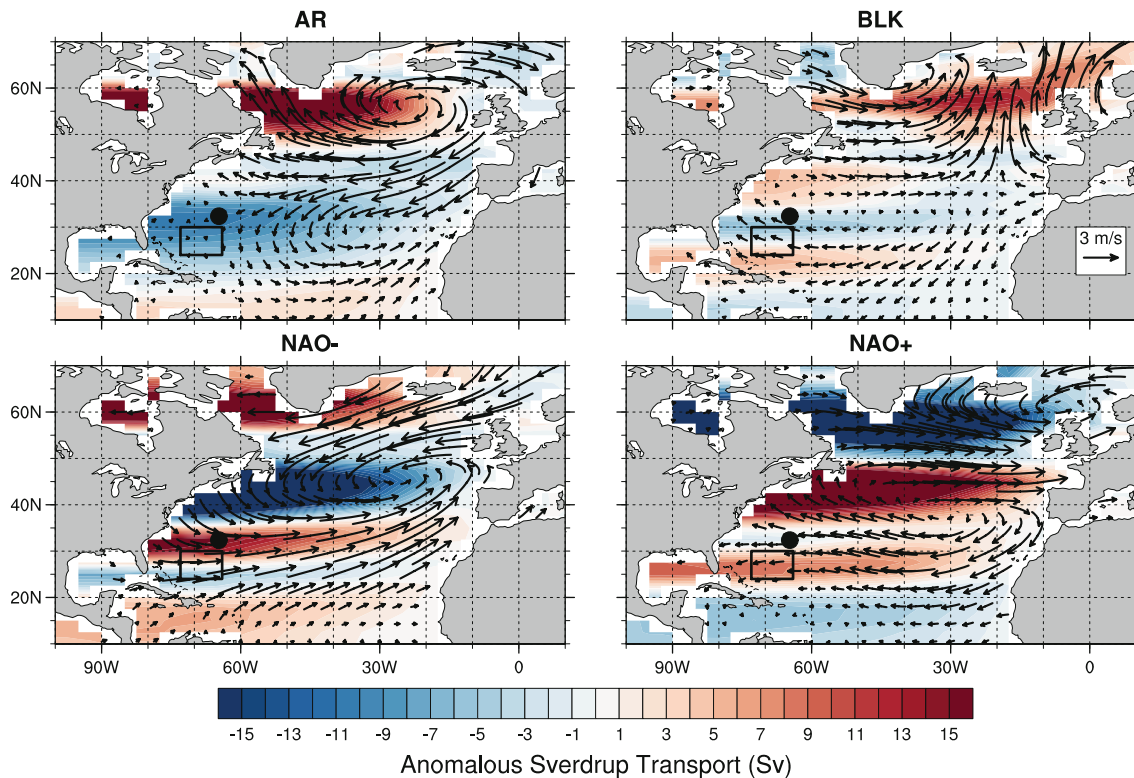 AR
BLK
60N
40N
20N
3 m/s
NAO-
NAO+
60N
40N
20N
90W 60W 30W 0
90W 60W 30W 0
-15 -13 -11 -9 -7 -5 -3 -1 1 3 5 7 9 11 13 15
Anomalous Sverdrup Transport (Sv)